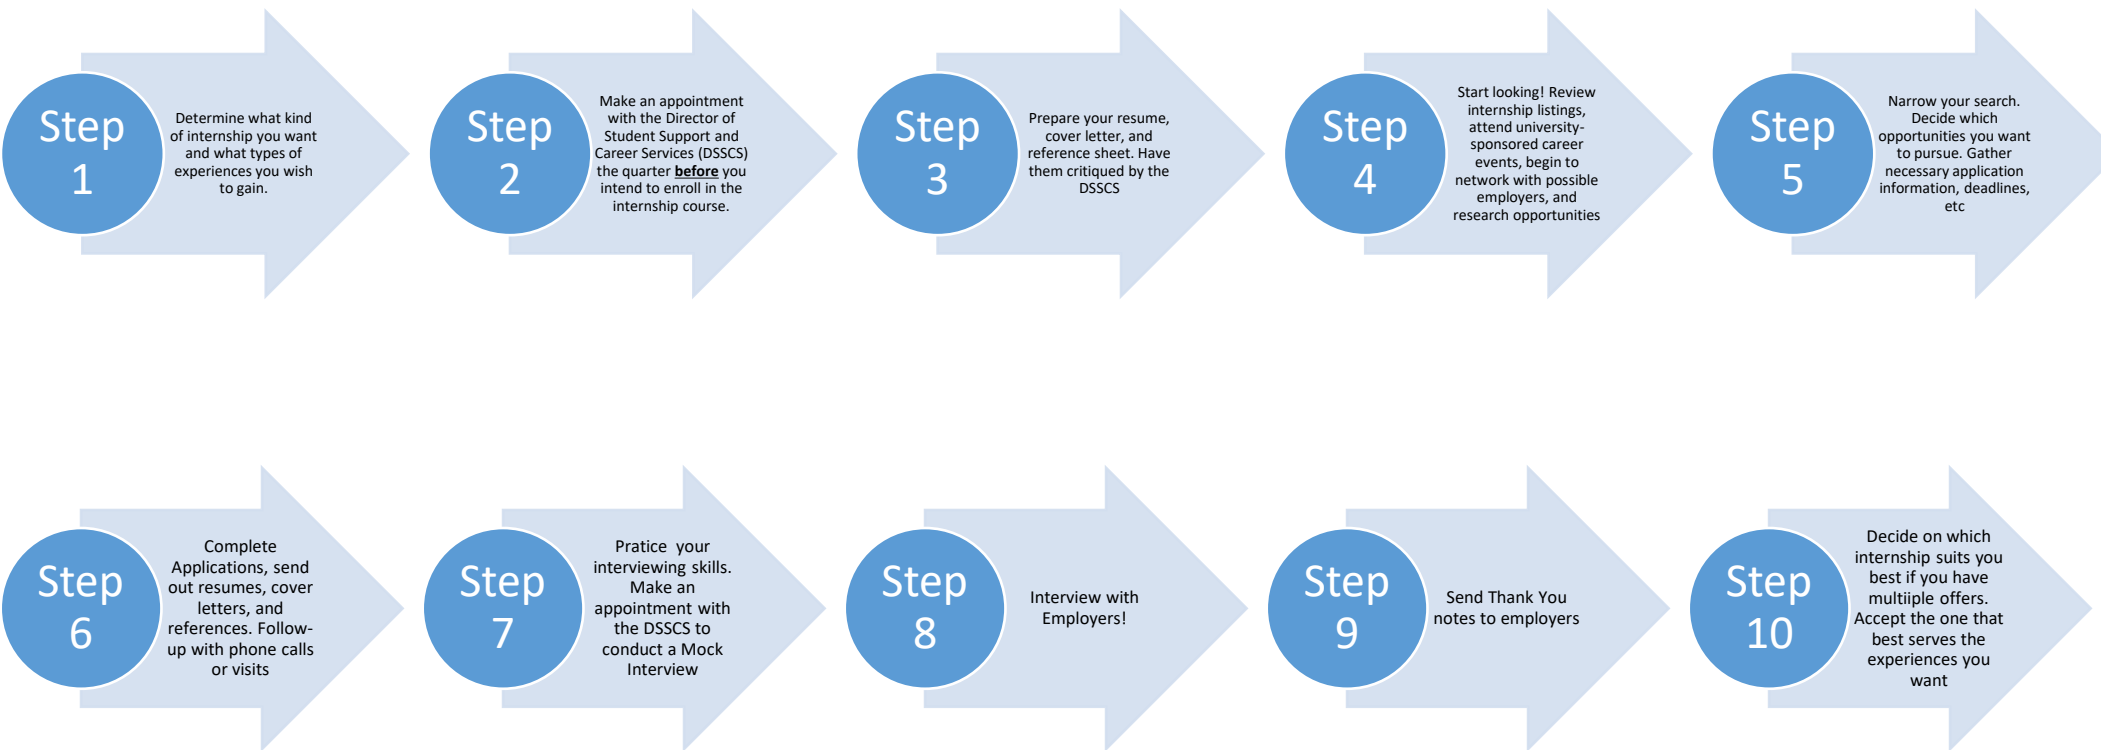 Step
1
Determine what kind
of internship you want
and what types of
experiences you wish
to gain.
Step
2
Make an appointment
with the Director of
Student Support and
Career Services (DSSCS)
the quarter before you
intend to enroll in the
internship course.
Step
3
Prepare your resume,
cover letter, and
reference sheet. Have
them critiqued by the
DSSCS
Step
4
Start looking! Review
internship listings,
attend university-
sponsored career
events, begin to
network with possible
employers, and
research opportunities
Step
5
Narrow your search.
Decide which
opportunities you want
to pursue. Gather
necessary application
information, deadlines,
etc
Step
6
Complete
Applications, send
out resumes, cover
letters, and
references. Follow-
up with phone calls
or visits
Step
7
Pratice  your
interviewing skills.
Make an
appointment with
the DSSCS to
conduct a Mock
Interview
Step
8
Interview with
Employers!
Step
9
Send Thank You
notes to employers
Step
10
Decide on which
internship suits you
best if you have
multiiple offers.
Accept the one that
best serves the
experiences you
want